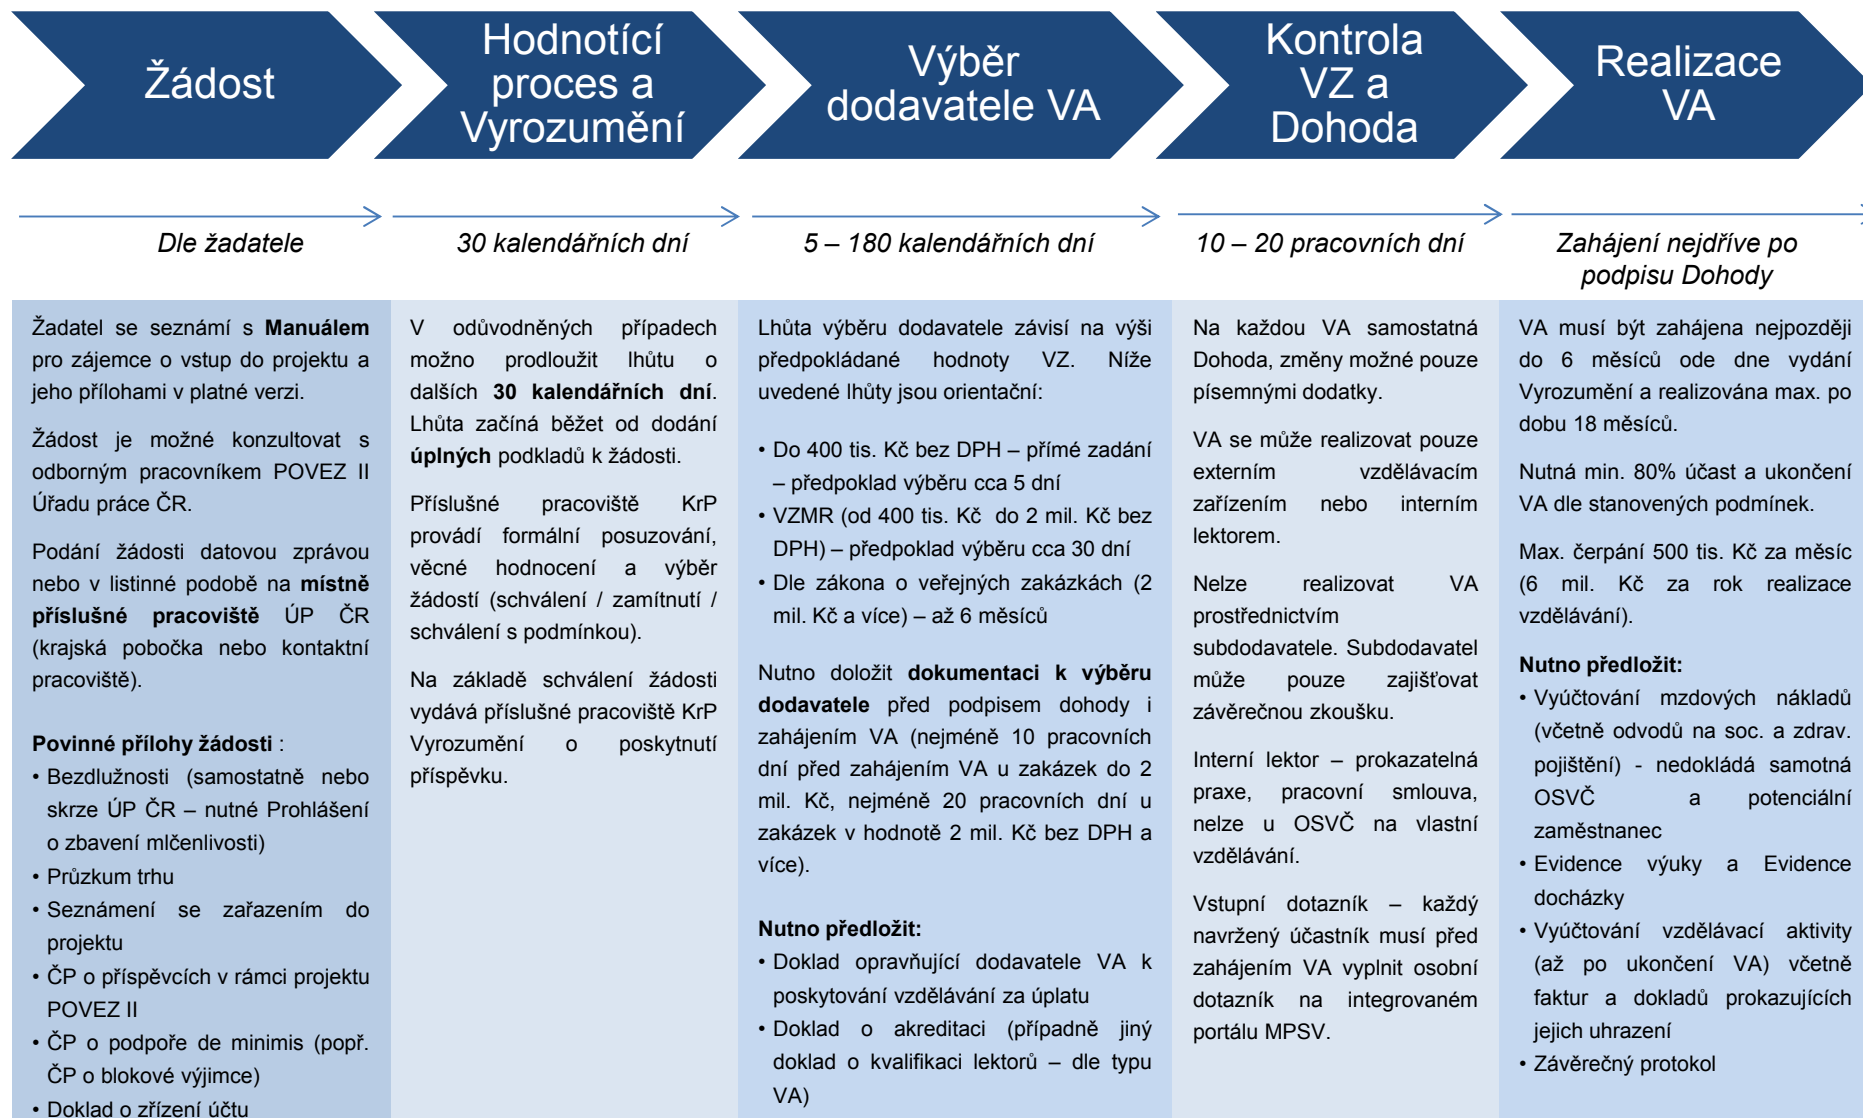 Žádost
Hodnotící
proces a
Vyrozumění
Výběr
dodavatele VA
Kontrola
VZ a
Dohoda
Realizace
VA
Dle žadatele
30 kalendářních dní
5 – 180 kalendářních dní
10 – 20 pracovních dní
Zahájení nejdříve po
podpisu Dohody
Žadatel se seznámí s Manuálem
pro zájemce o vstup do projektu a
jeho přílohami v platné verzi.
Žádost je možné konzultovat s
odborným pracovníkem POVEZ II
Úřadu práce ČR.
Podání žádosti datovou zprávou
nebo v listinné podobě na místně
příslušné pracoviště ÚP ČR
(krajská pobočka nebo kontaktní
pracoviště).
Povinné přílohy žádosti :
• Bezdlužnosti (samostatně nebo
skrze ÚP ČR – nutné Prohlášení
o zbavení mlčenlivosti)
• Průzkum trhu
• Seznámení se zařazením do
projektu
• ČP o příspěvcích v rámci projektu
POVEZ II
• ČP o podpoře de minimis (popř.
ČP o blokové výjimce)
• Doklad o zřízení účtu
V odůvodněných případech
možno prodloužit lhůtu o
dalších 30 kalendářních dní.
Lhůta začíná běžet od dodání
úplných podkladů k žádosti.
Příslušné pracoviště KrP
provádí formální posuzování,
věcné hodnocení a výběr
žádostí (schválení / zamítnutí /
schválení s podmínkou).
Na základě schválení žádosti
vydává příslušné pracoviště KrP
Vyrozumění o poskytnutí
příspěvku.
Lhůta výběru dodavatele závisí na výši
předpokládané hodnoty VZ. Níže
uvedené lhůty jsou orientační:
• Do 400 tis. Kč bez DPH – přímé zadání
– předpoklad výběru cca 5 dní
• VZMR (od 400 tis. Kč do 2 mil. Kč bez
DPH) – předpoklad výběru cca 30 dní
• Dle zákona o veřejných zakázkách (2
mil. Kč a více) – až 6 měsíců
Nutno doložit dokumentaci k výběru
dodavatele před podpisem dohody i
zahájením VA (nejméně 10 pracovních
dní před zahájením VA u zakázek do 2
mil. Kč, nejméně 20 pracovních dní u
zakázek v hodnotě 2 mil. Kč bez DPH a
více).
Nutno předložit:
• Doklad opravňující dodavatele VA k
poskytování vzdělávání za úplatu
• Doklad o akreditaci (případně jiný
doklad o kvalifikaci lektorů – dle typu
VA)
Na každou VA samostatná
Dohoda, změny možné pouze
písemnými dodatky.
VA se může realizovat pouze
externím vzdělávacím
zařízením nebo interním
lektorem.
Nelze realizovat VA
prostřednictvím
subdodavatele. Subdodavatel
může pouze zajišťovat
závěrečnou zkoušku.
Interní lektor – prokazatelná
praxe, pracovní smlouva,
nelze u OSVČ na vlastní
vzdělávání.
Vstupní dotazník – každý
navržený účastník musí před
zahájením VA vyplnit osobní
dotazník na integrovaném
portálu MPSV.
VA musí být zahájena nejpozději
do 6 měsíců ode dne vydání
Vyrozumění a realizována max. po
dobu 18 měsíců.
Nutná min. 80% účast a ukončení
VA dle stanovených podmínek.
Max. čerpání 500 tis. Kč za měsíc
(6 mil. Kč za rok realizace
vzdělávání).
Nutno předložit:
• Vyúčtování mzdových nákladů
(včetně odvodů na soc. a zdrav.
pojištění) - nedokládá samotná
OSVČ a potenciální
zaměstnanec
• Evidence výuky a Evidence
docházky
• Vyúčtování vzdělávací aktivity
(až po ukončení VA) včetně
faktur a dokladů prokazujících
jejich uhrazení
• Závěrečný protokol